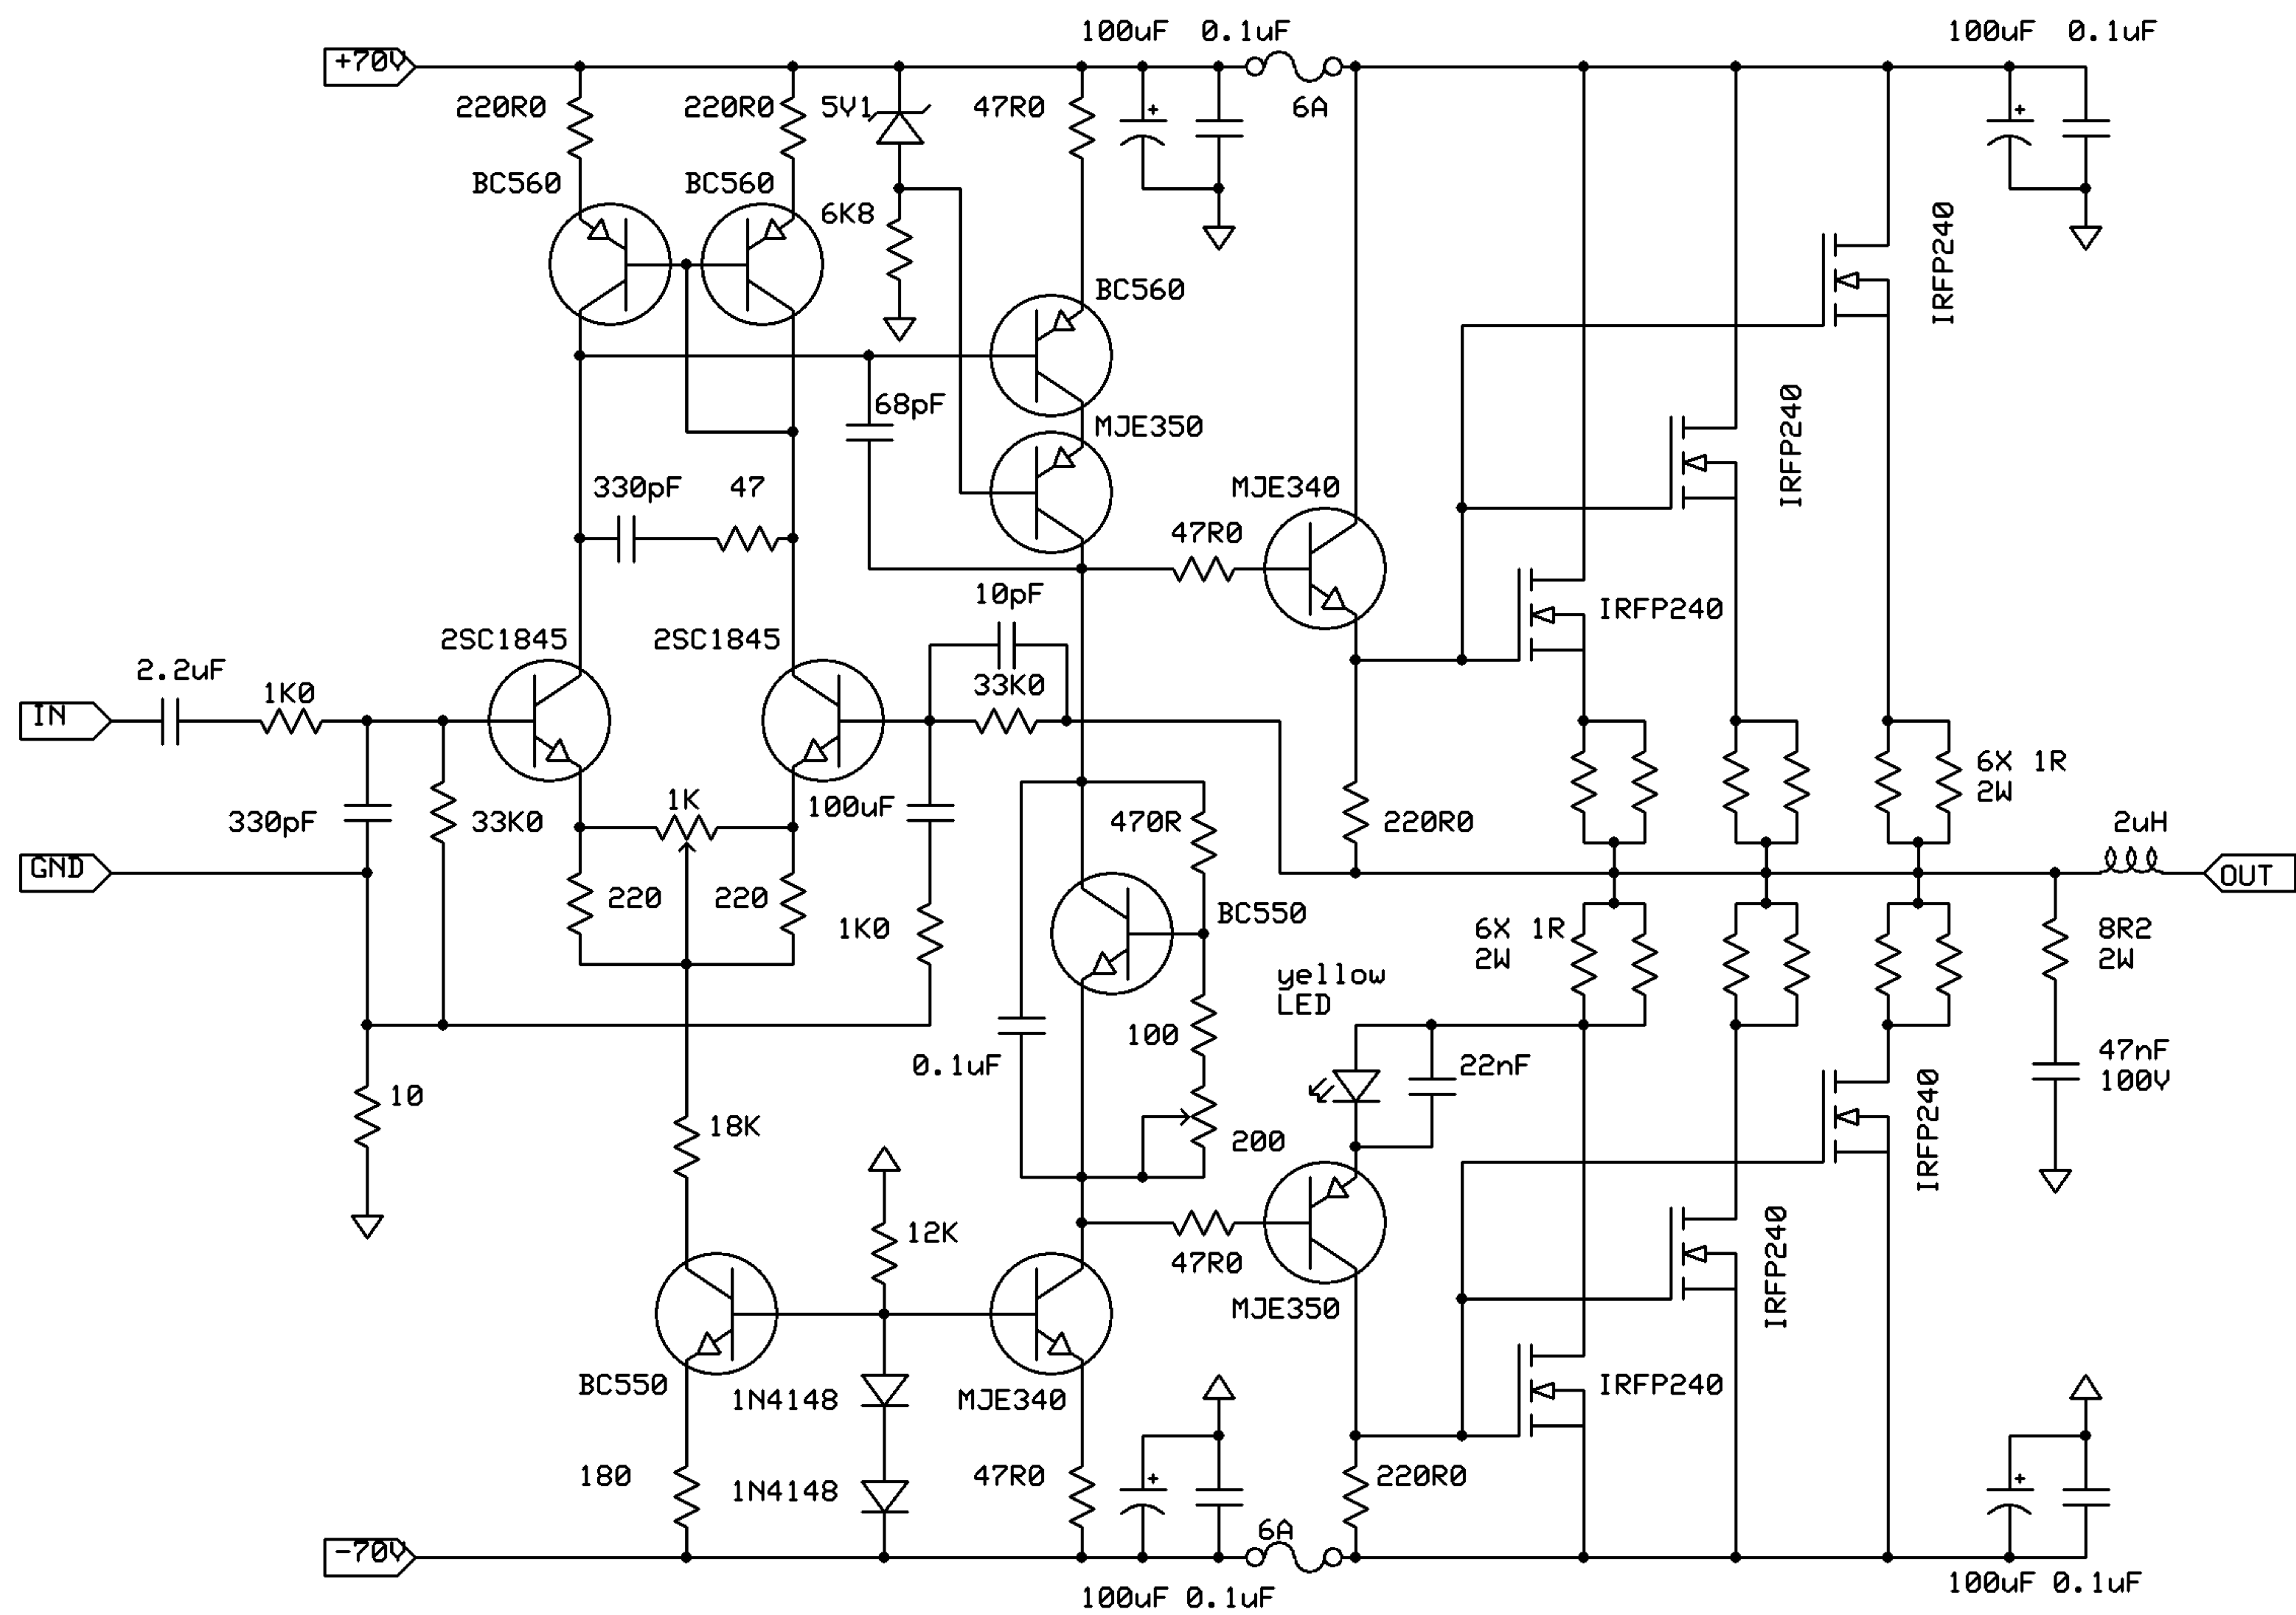 100uF 0.1uF
100uF 0.1uF
+70V
220R0
220R0
5V1
47R0
6A
BC560
BC560
6K8
IRFP240
BC560
68pF
MJE350
IRFP240
330pF
47
MJE340
47R0
10pF
IRFP240
2SC1845
2SC1845
2.2uF
1K0
33K0
IN
6X 1R
2W
1K
100uF
330pF
33K0
470R
220R0
2uH
GND
OUT
220
220
1K0
BC550
6X 1R
2W
8R2
2W
yellow
LED
100
0.1uF
22nF
47nF
100V
10
18K
200
IRFP240
12K
47R0
MJE350
IRFP240
BC550
1N4148
MJE340
IRFP240
180
1N4148
47R0
220R0
6A
-70V
100uF 0.1uF
100uF 0.1uF